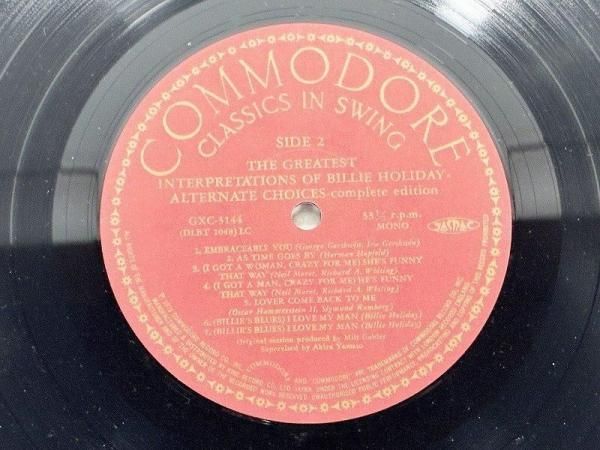 COMMODORE
CLASSICS IN SWING
SIDE 2
THE GREATEST
INTERPRETATIONS OF BILLIE HOLIDAY-
ALTERNATE CHOICES-complete edition
GXC-3144
(DLBT 1048)LC
33⅓ r.p.m.
MONO
JASRAC
1. EMBRACEABLE YOU (George Gershwin, Ira Gershwin)
2. AS TIME GOES BY (Herman Hupfeld)
3. (I GOT A WOMAN, CRAZY FOR ME) SHE'S FUNNY
THAT WAY (Neil Moret, Richard A. Whiting)
4. (I GOT A MAN, CRAZY FOR ME) HE'S FUNNY
THAT WAY (Neil Moret, Richard A. Whiting)
5. LOVER COME BACK TO ME
(Oscar Hammerstein II, Sigmund Romberg)
6. (BILLIE'S BLUES) I LOVE MY MAN (Billie Holiday)
7. (BILLIE'S BLUES) I LOVE MY MAN (Billie Holiday)
Original session produced by Milt Gabler
Supervised by Akira Yamato